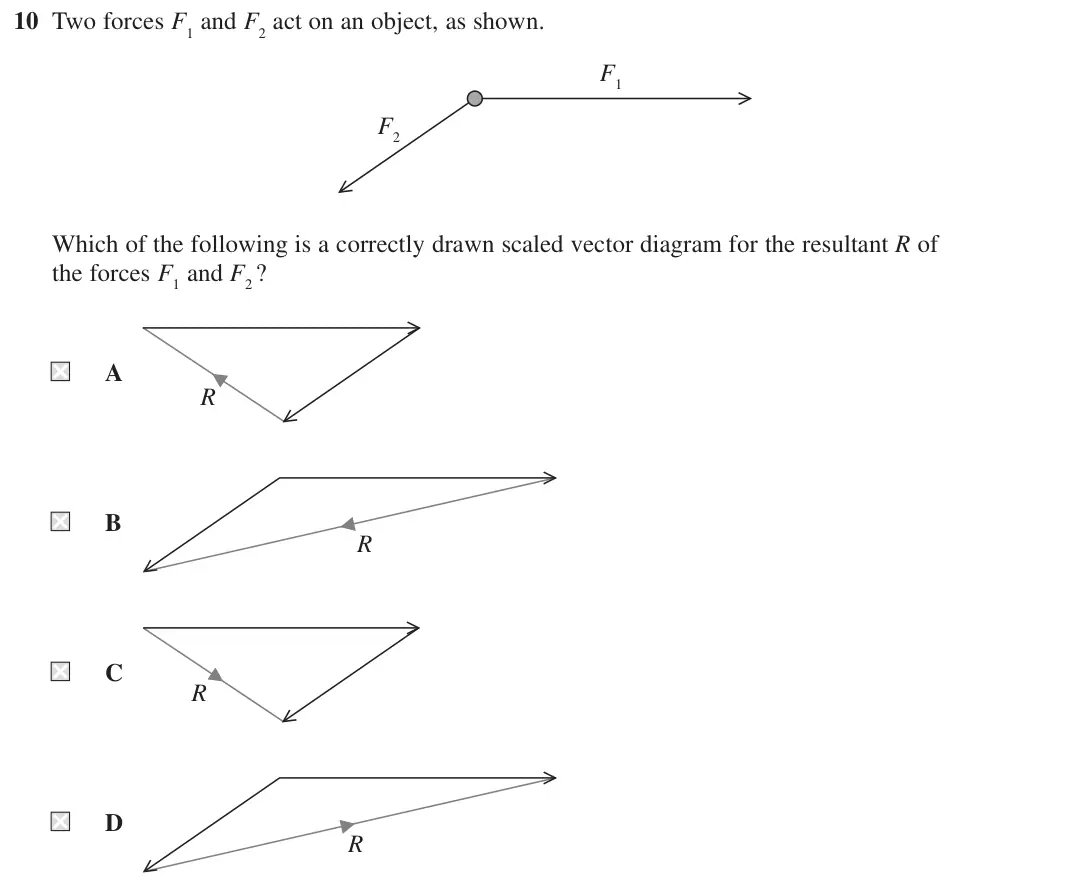 10 Two forces F₁ and F₂ act on an object, as shown.
F₁
F₂
Which of the following is a correctly drawn scaled vector diagram for the resultant R of
the forces F₁ and F₂?
A
R
B
R
C
R
D
R